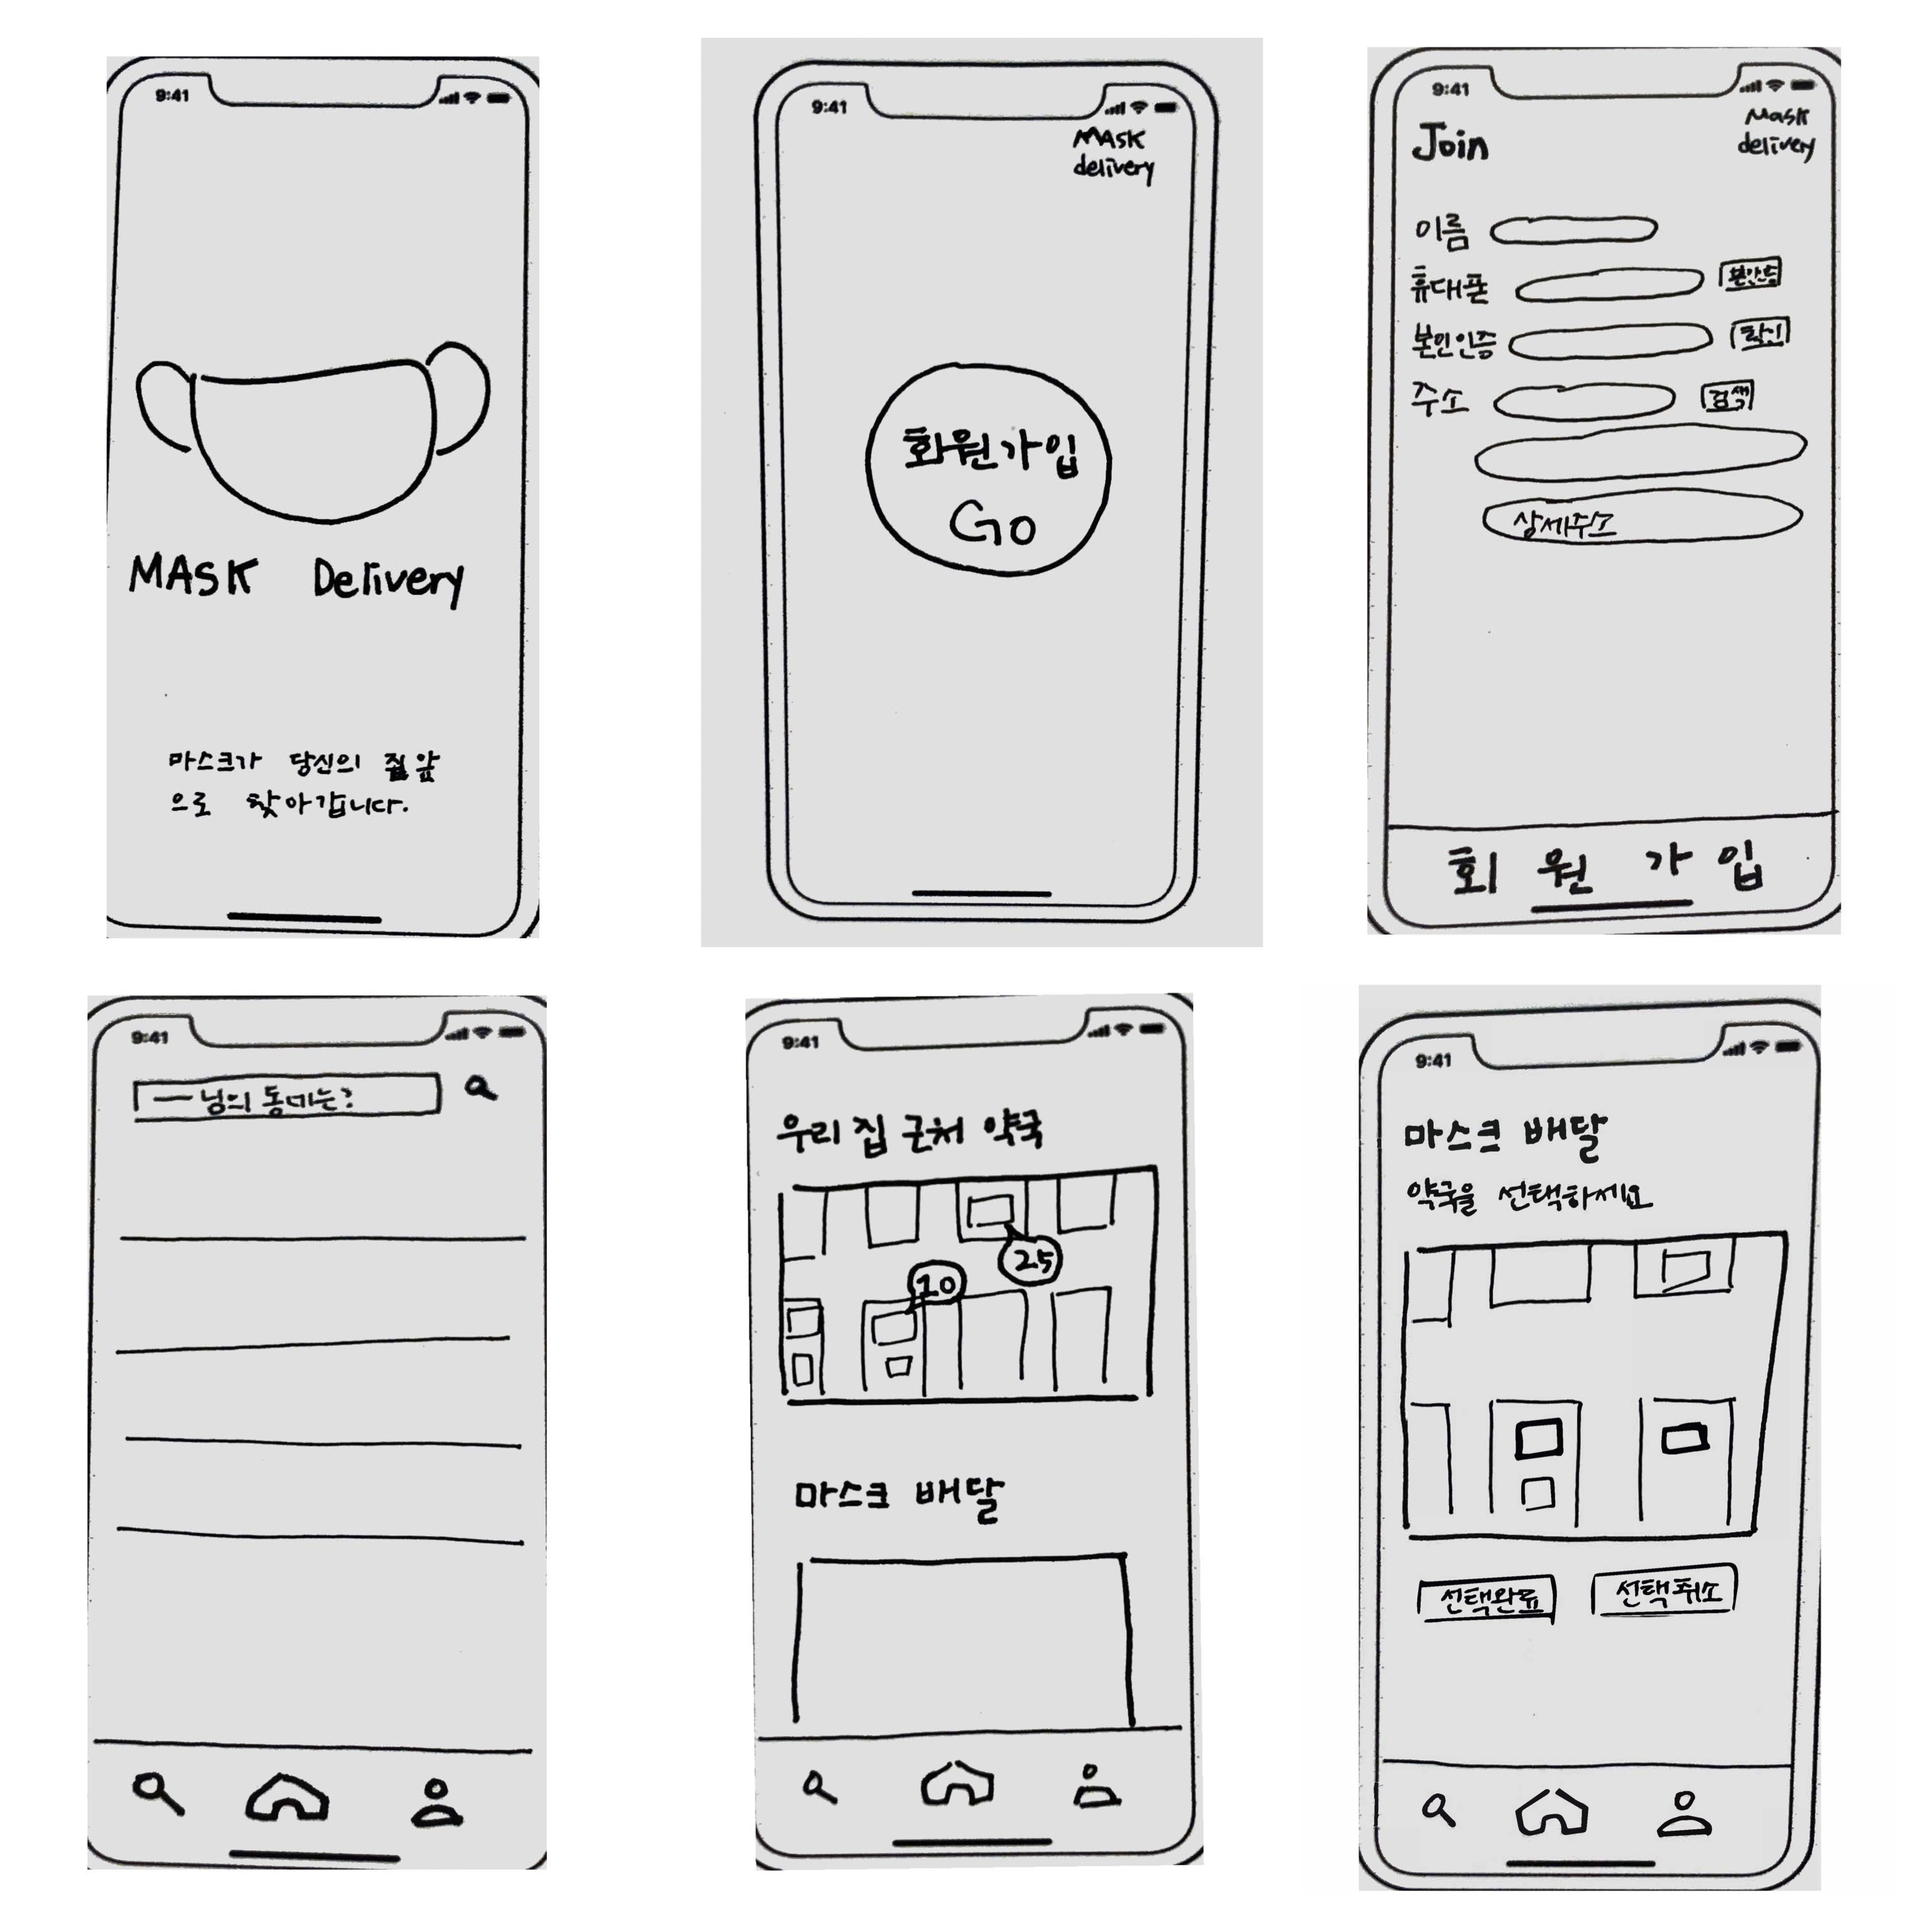 9:41
MASK Delivery
마스크가 당신의 집 앞
으로 찾아갑니다.
9:41
MASK
delivery
회원가입
Go
9:41
Join
Mask
delivery
이름
휴대폰
본인인증 확인
주소 검색
상세주소
회 원 가 입
9:41
—님의 동네는?
9:41
우리 집 근처 약국
25
10
마스크 배달
9:41
마스크 배달
약국을 선택하세요
선택완료 선택취소